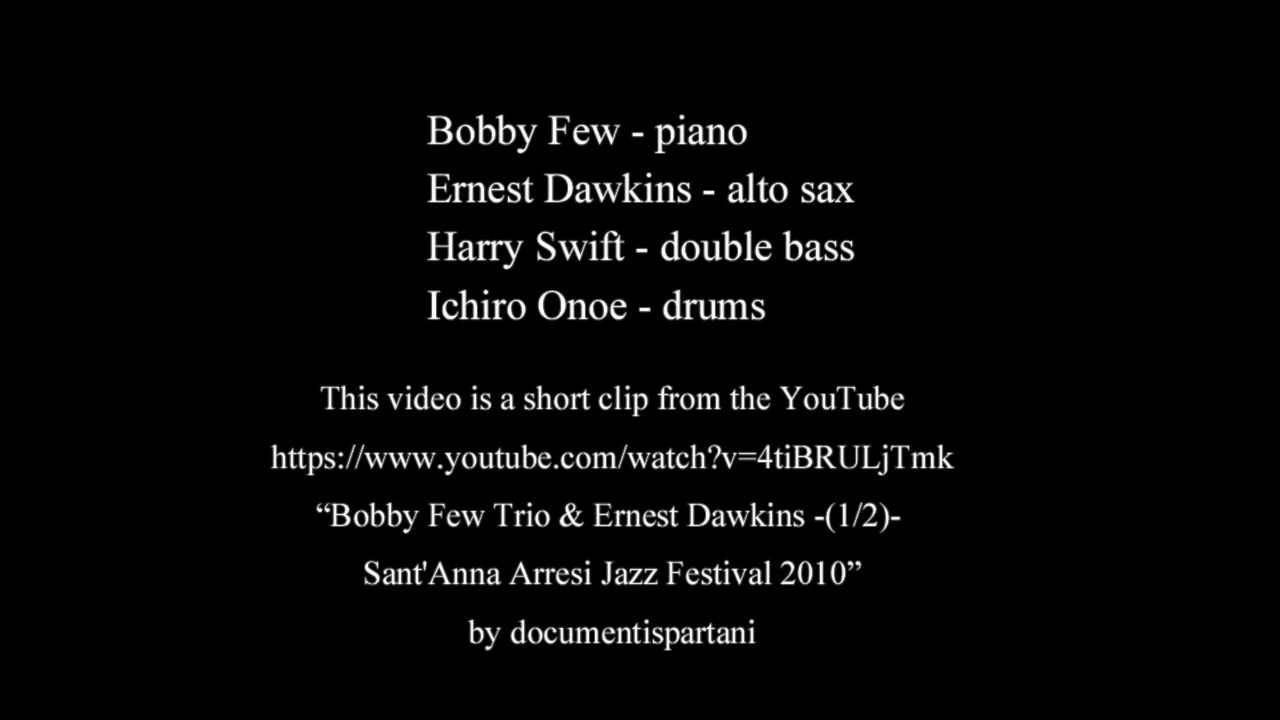 Bobby Few - piano
Ernest Dawkins - alto sax
Harry Swift - double bass
Ichiro Onoe - drums
This video is a short clip from the YouTube
https://www.youtube.com/watch?v=4tiBRULjTmk
“Bobby Few Trio & Ernest Dawkins -(1/2)-
Sant'Anna Arresi Jazz Festival 2010”
by documentispartani